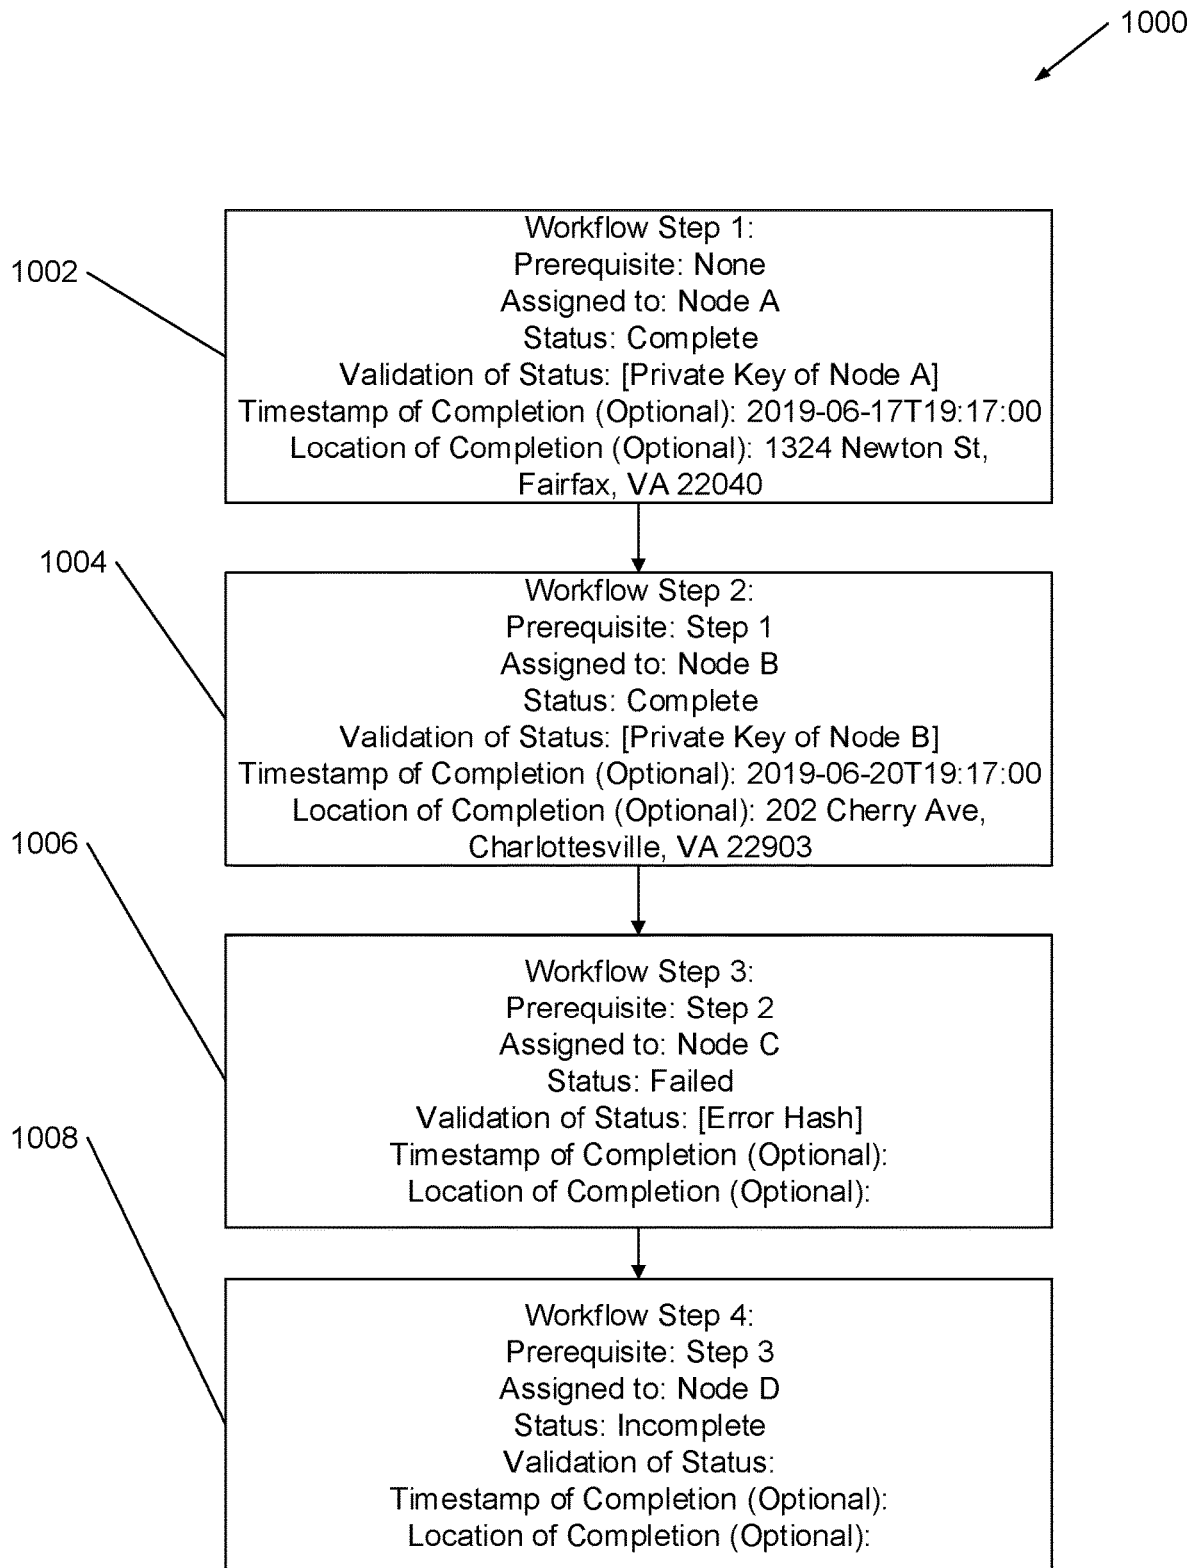 1000
1002
Workflow Step 1:
Prerequisite: None
Assigned to: Node A
Status: Complete
Validation of Status: [Private Key of Node A]
Timestamp of Completion (Optional): 2019-06-17T19:17:00
Location of Completion (Optional): 1324 Newton St,
Fairfax, VA 22040
1004
Workflow Step 2:
Prerequisite: Step 1
Assigned to: Node B
Status: Complete
Validation of Status: [Private Key of Node B]
Timestamp of Completion (Optional): 2019-06-20T19:17:00
Location of Completion (Optional): 202 Cherry Ave,
Charlottesville, VA 22903
1006
Workflow Step 3:
Prerequisite: Step 2
Assigned to: Node C
Status: Failed
Validation of Status: [Error Hash]
Timestamp of Completion (Optional):
Location of Completion (Optional):
1008
Workflow Step 4:
Prerequisite: Step 3
Assigned to: Node D
Status: Incomplete
Validation of Status:
Timestamp of Completion (Optional):
Location of Completion (Optional):